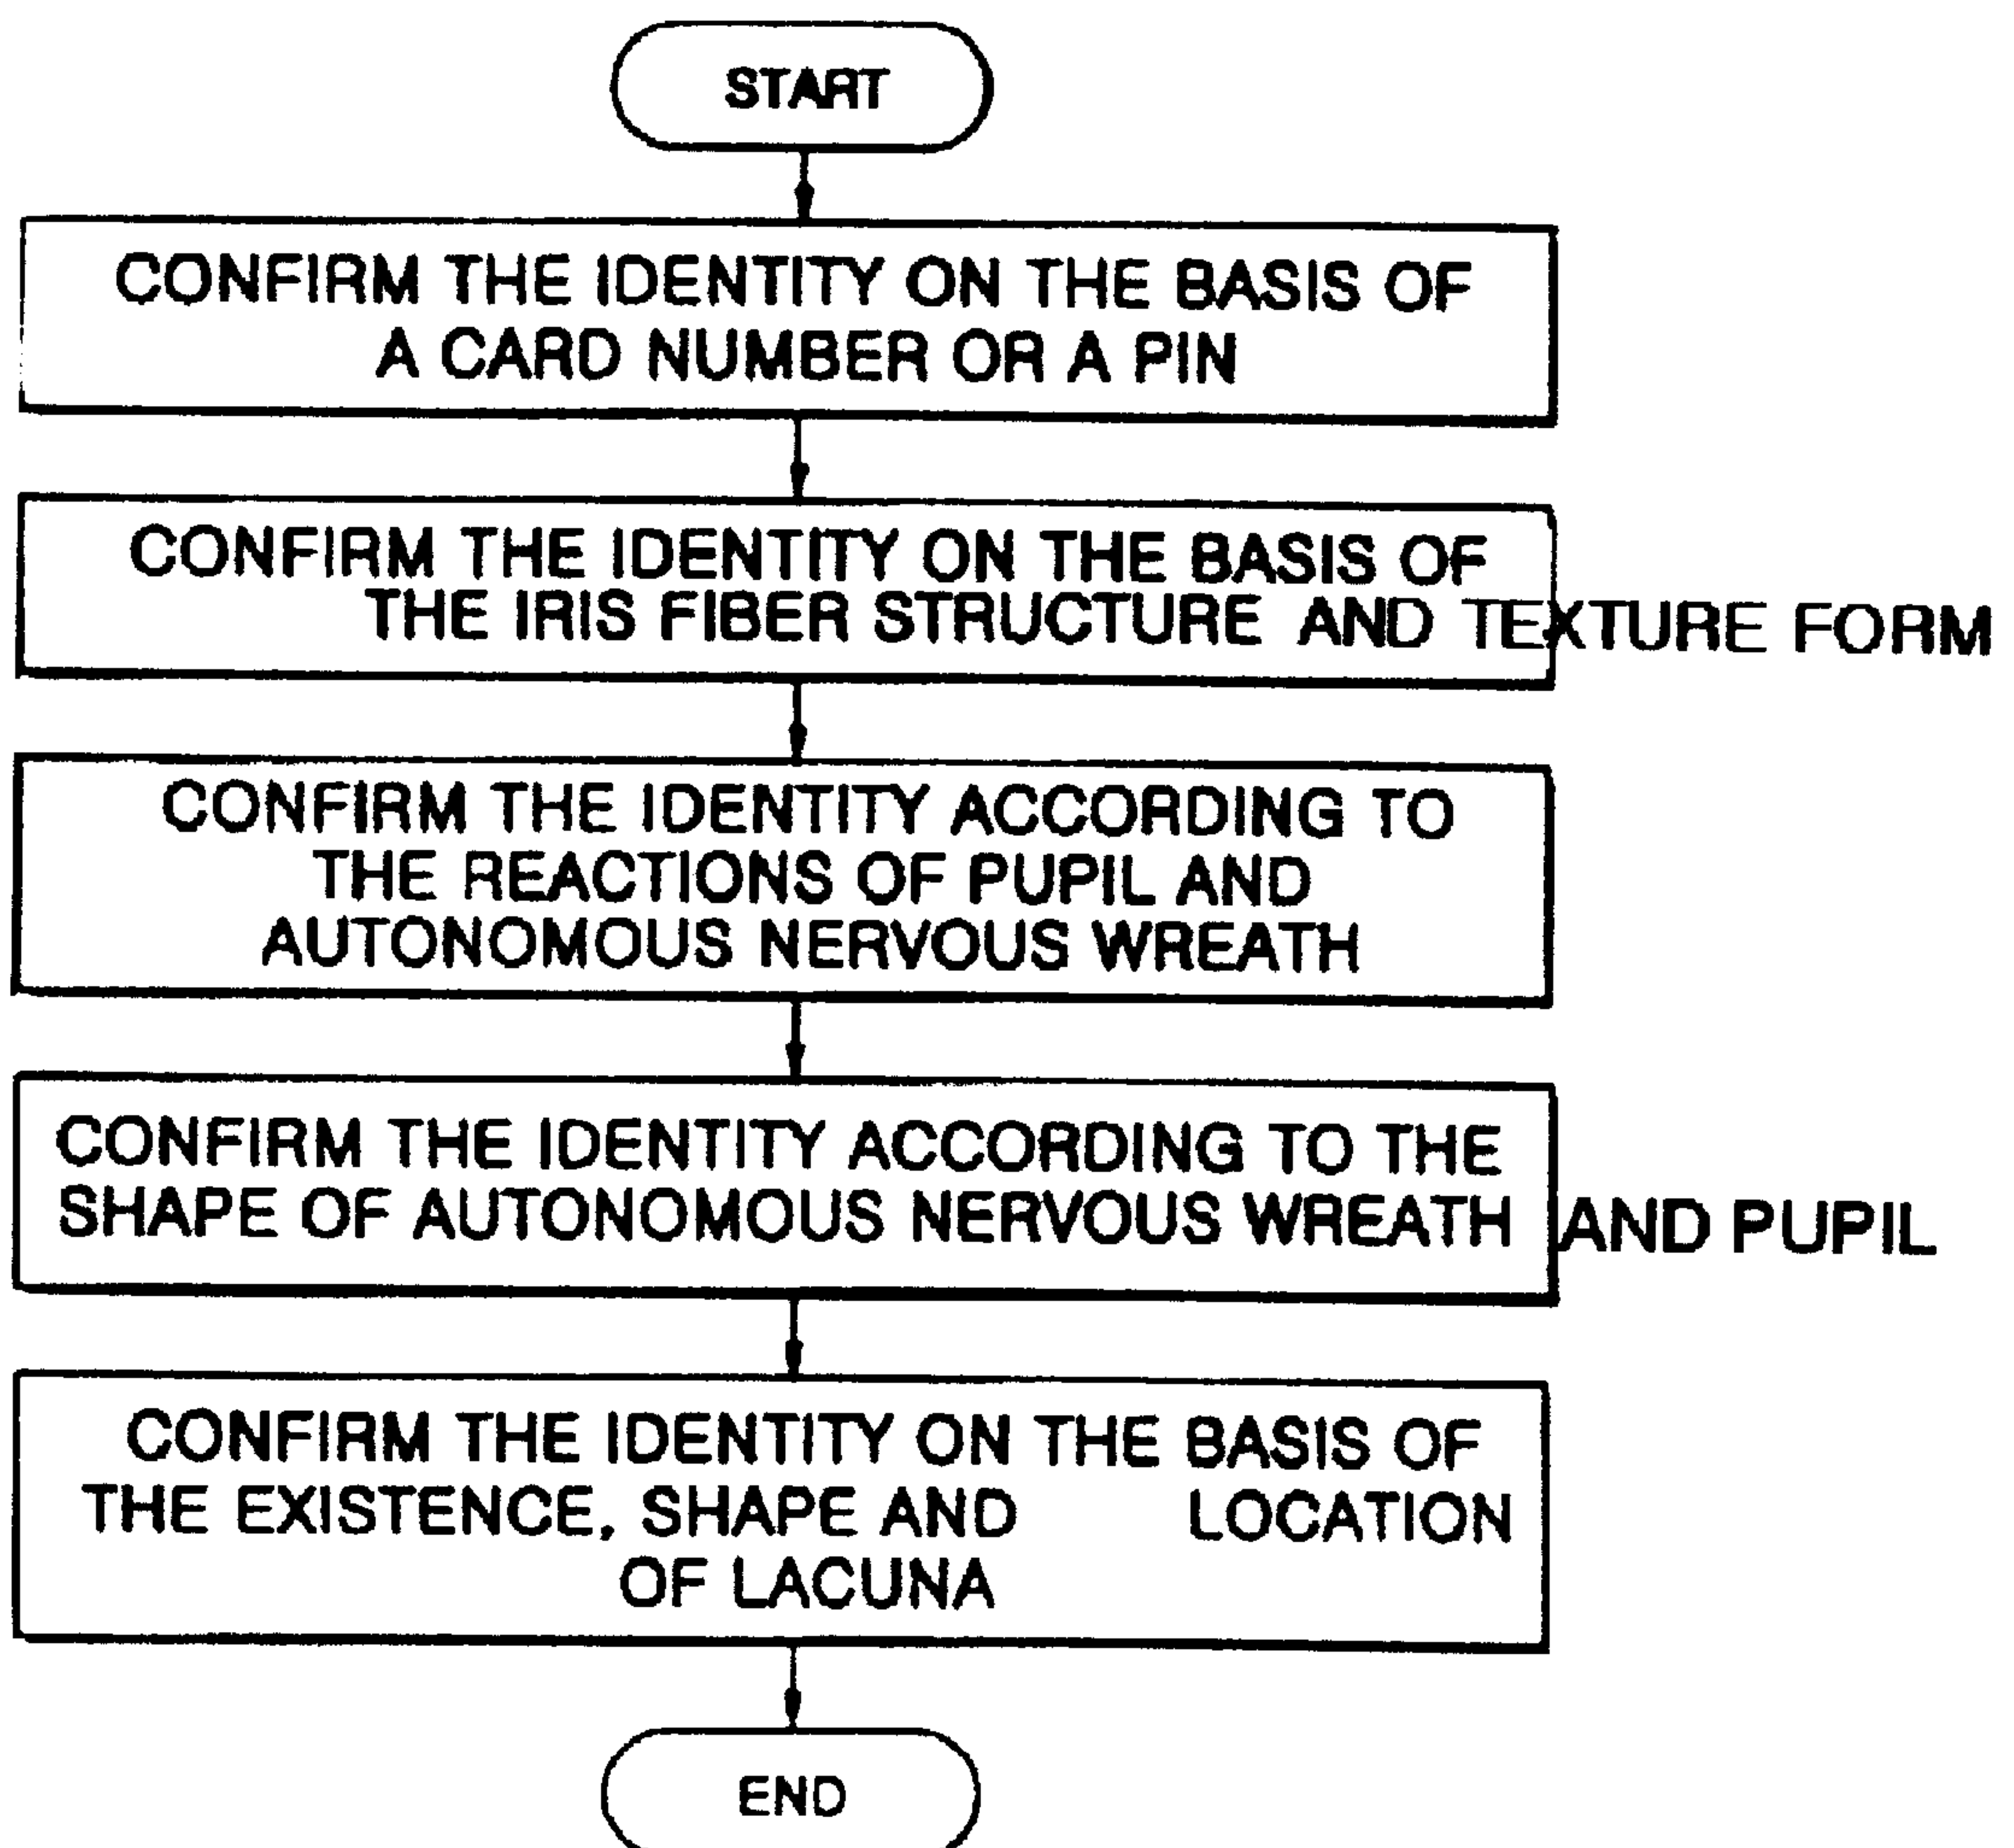 START
CONFIRM THE IDENTITY ON THE BASIS OF
A CARD NUMBER OR A PIN
CONFIRM THE IDENTITY ON THE BASIS OF
THE IRIS FIBER STRUCTURE AND TEXTURE FORM
CONFIRM THE IDENTITY ACCORDING TO
THE REACTIONS OF PUPIL AND
AUTONOMOUS NERVOUS WREATH
CONFIRM THE IDENTITY ACCORDING TO THE
SHAPE OF AUTONOMOUS NERVOUS WREATH AND PUPIL
CONFIRM THE IDENTITY ON THE BASIS OF
THE EXISTENCE, SHAPE AND LOCATION
OF LACUNA
END